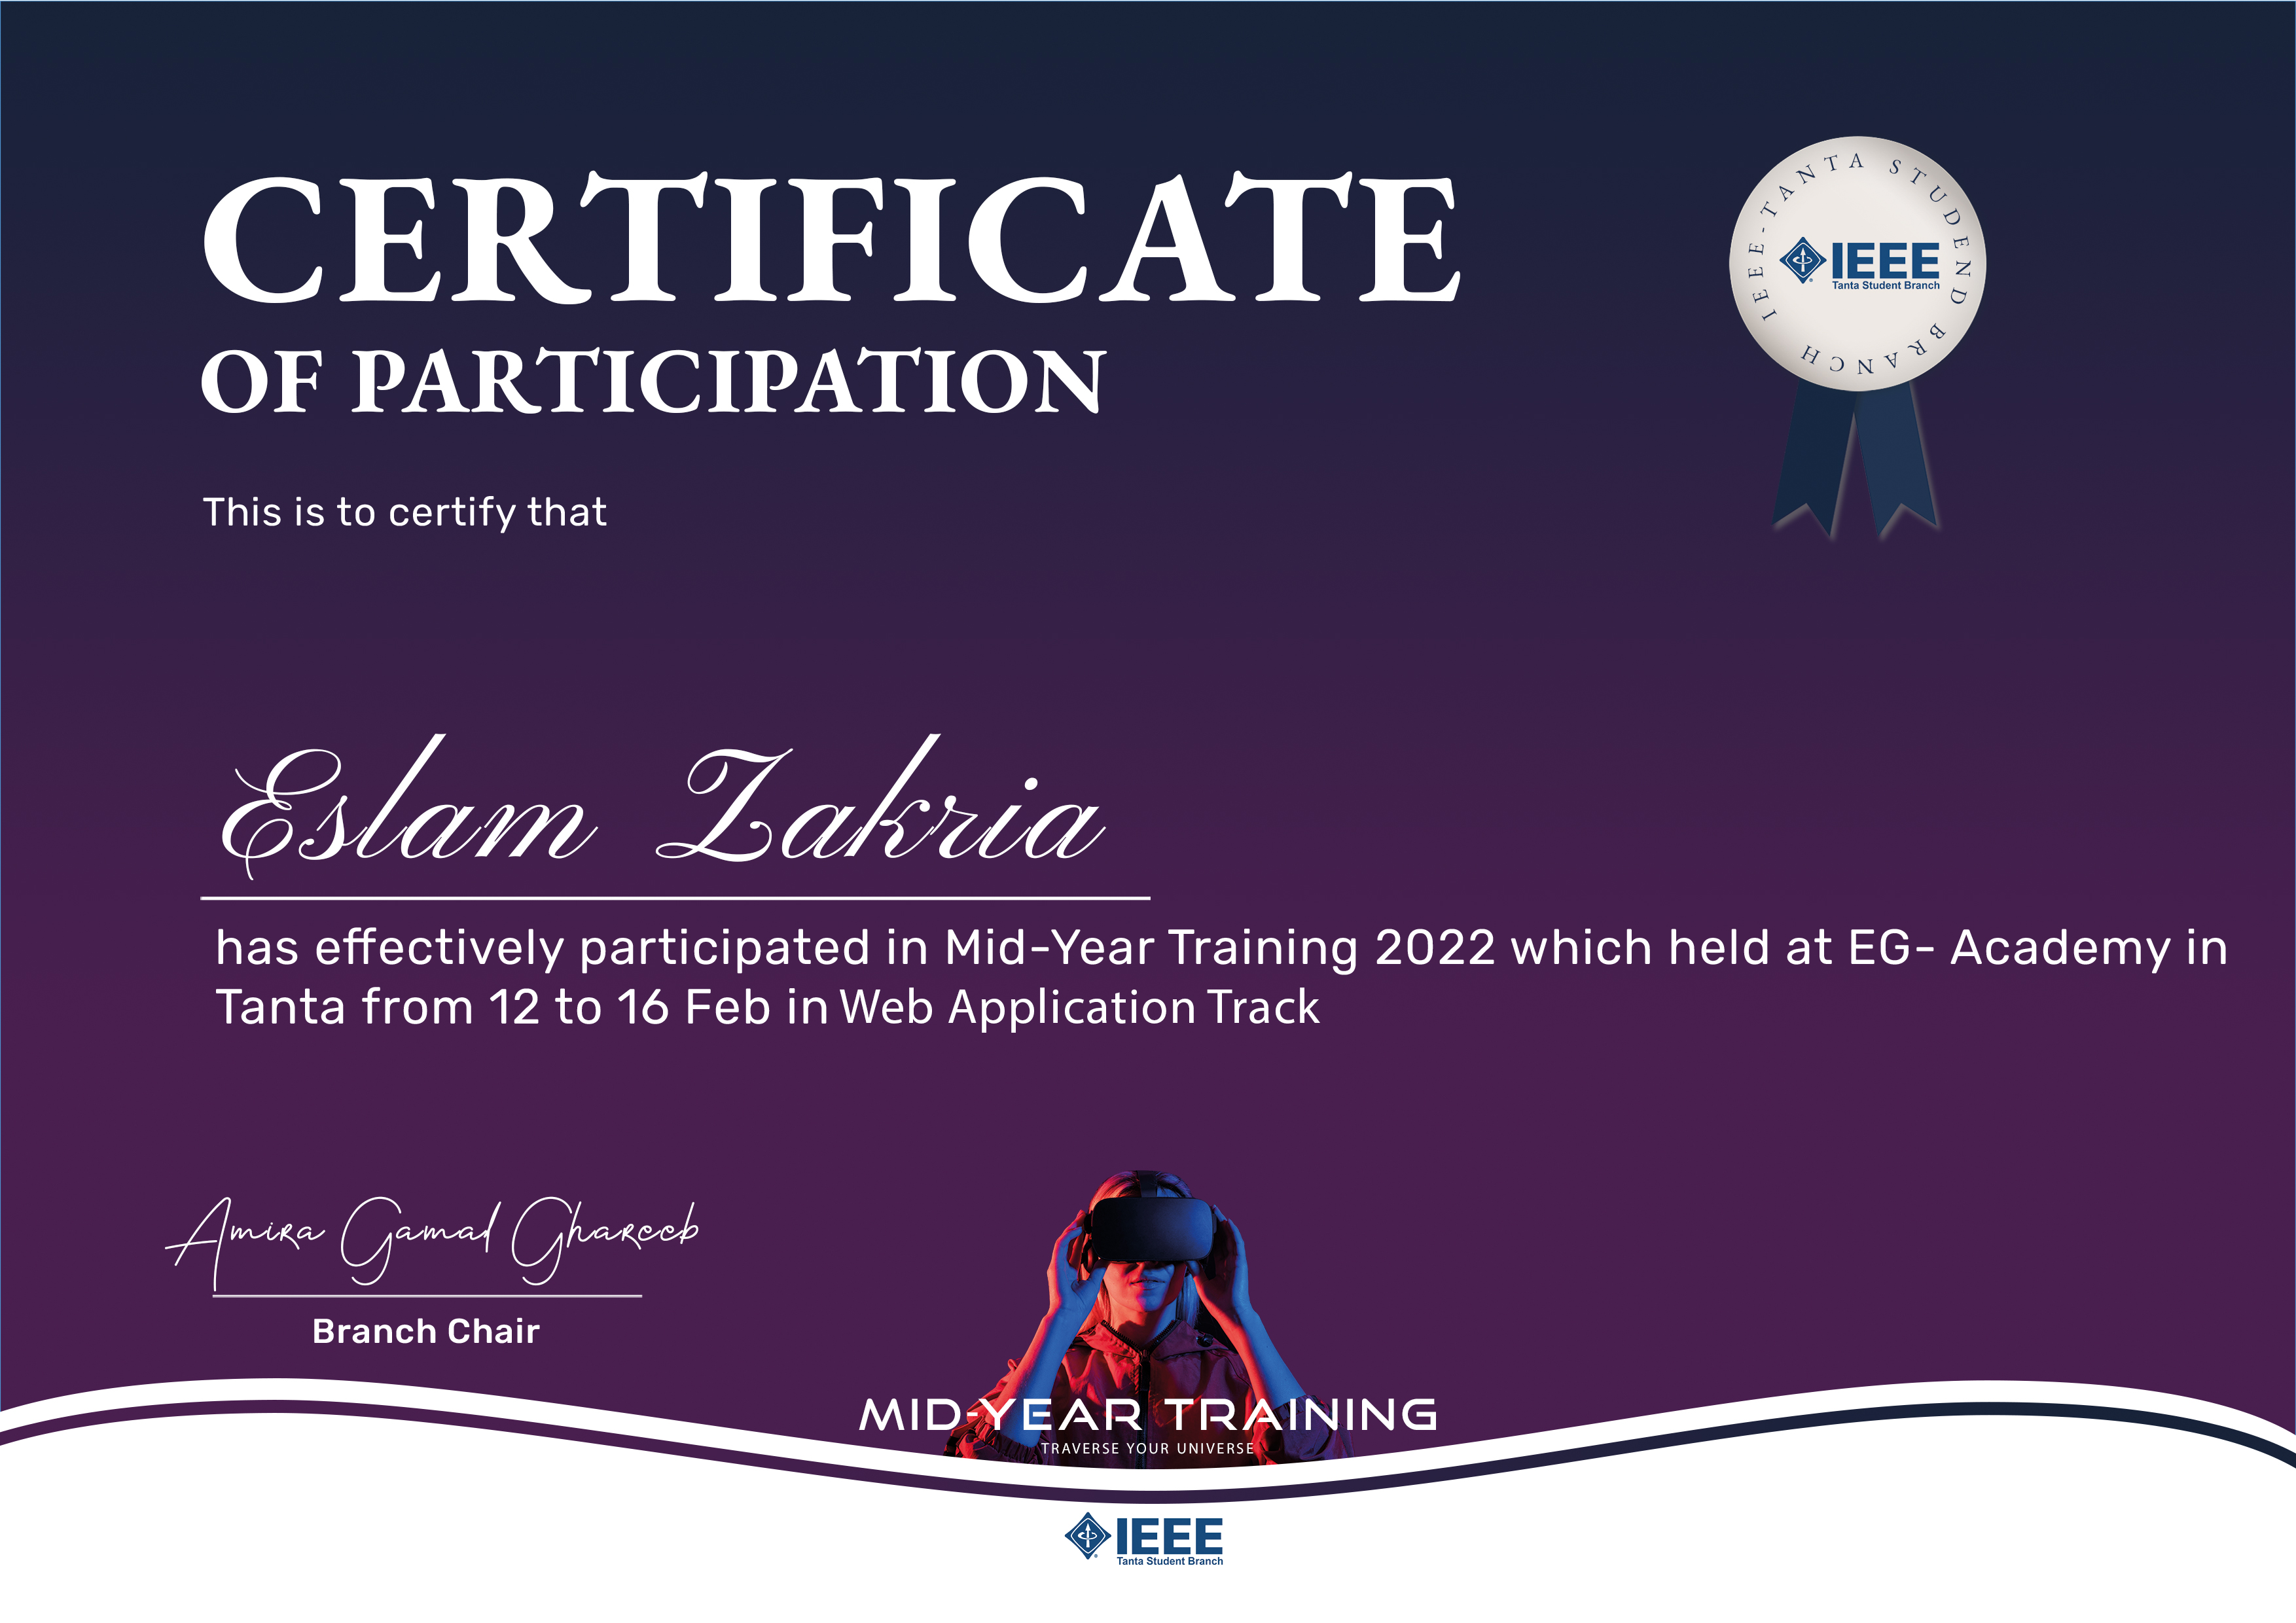 CERTIFICATE
OF PARTICIPATION
IEEE-TANTA STUDEND BRANCH
IEEE
Tanta Student Branch
This is to certify that
Eslam Zakria
has effectively participated in Mid-Year Training 2022 which held at EG- Academy in
Tanta from 12 to 16 Feb in Web Application Track
Amira Gamal Ghareeb
Branch Chair
MID-YEAR TRAINING
TRAVERSE YOUR UNIVERSE
IEEE
Tanta Student Branch